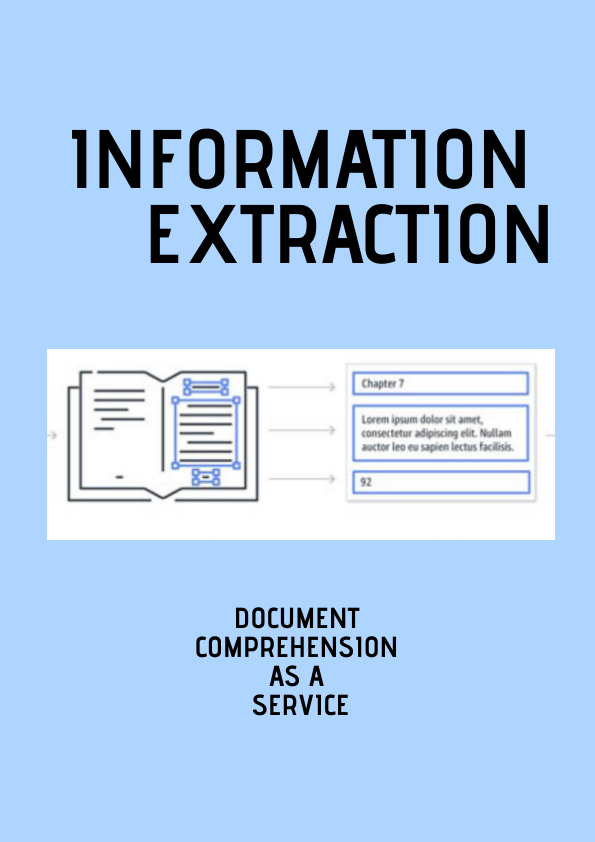 INFORMATION
EXTRACTION
Chapter 7
Lorem ipsum dolor sit amet,
consectetur adipiscing elit. Nullam
auctor leo eu sapien lectus facilisis.
92
DOCUMENT
COMPREHENSION
AS A
SERVICE